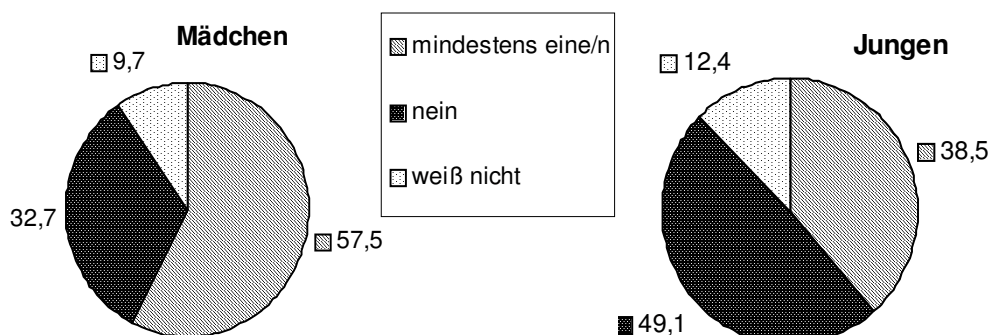 Mädchen
9,7
32,7
57,5
mindestens eine/n
nein
weiß nicht
Jungen
12,4
38,5
49,1